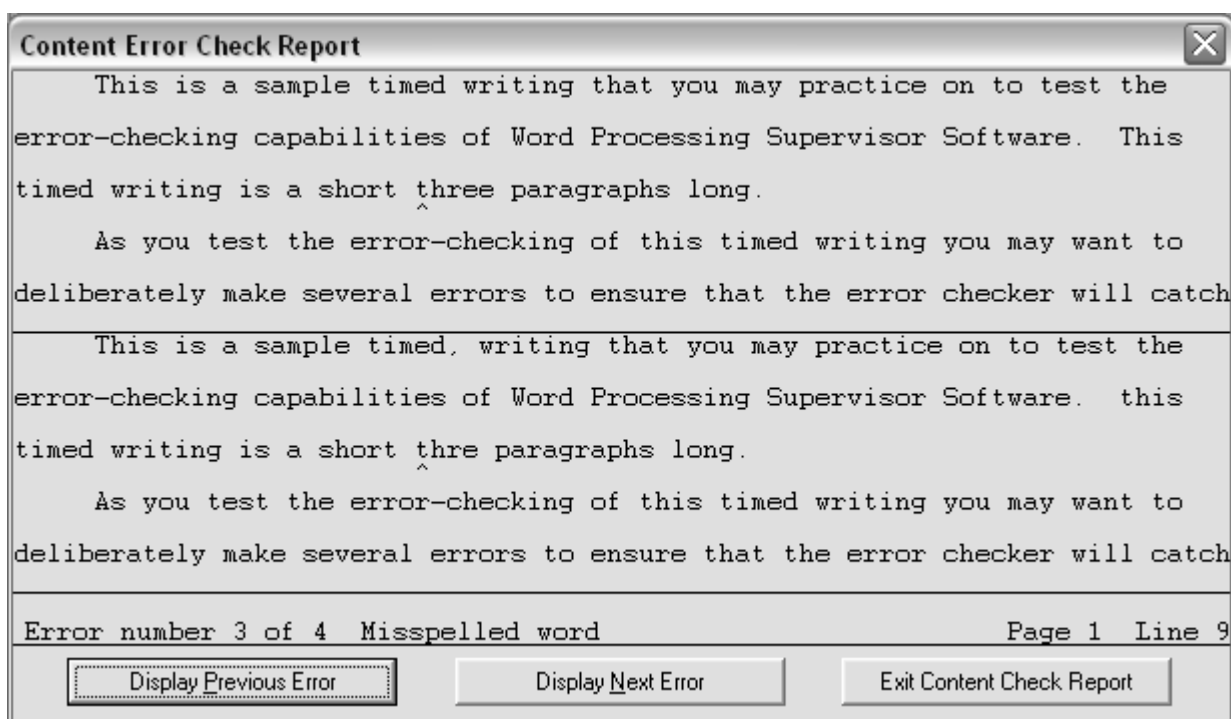 Content Error Check Report
This is a sample timed writing that you may practice on to test the
error-checking capabilities of Word Processing Supervisor Software.  This
timed writing is a short three paragraphs long.
^
As you test the error-checking of this timed writing you may want to
deliberately make several errors to ensure that the error checker will catch
This is a sample timed, writing that you may practice on to test the
error-checking capabilities of Word Processing Supervisor Software.  this
timed writing is a short thre paragraphs long.
^
As you test the error-checking of this timed writing you may want to
deliberately make several errors to ensure that the error checker will catch
Error number 3 of 4  Misspelled word  Page 1  Line 9
Display Previous Error  Display Next Error  Exit Content Check Report